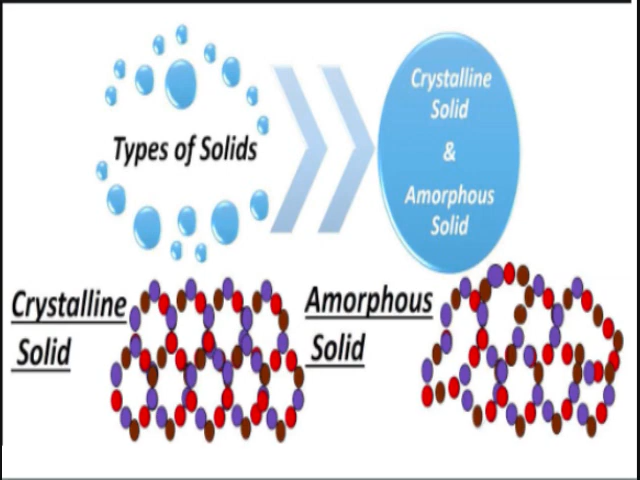 Types of Solids
Crystalline
Solid
&
Amorphous
Solid
Crystalline
Solid
Amorphous
Solid